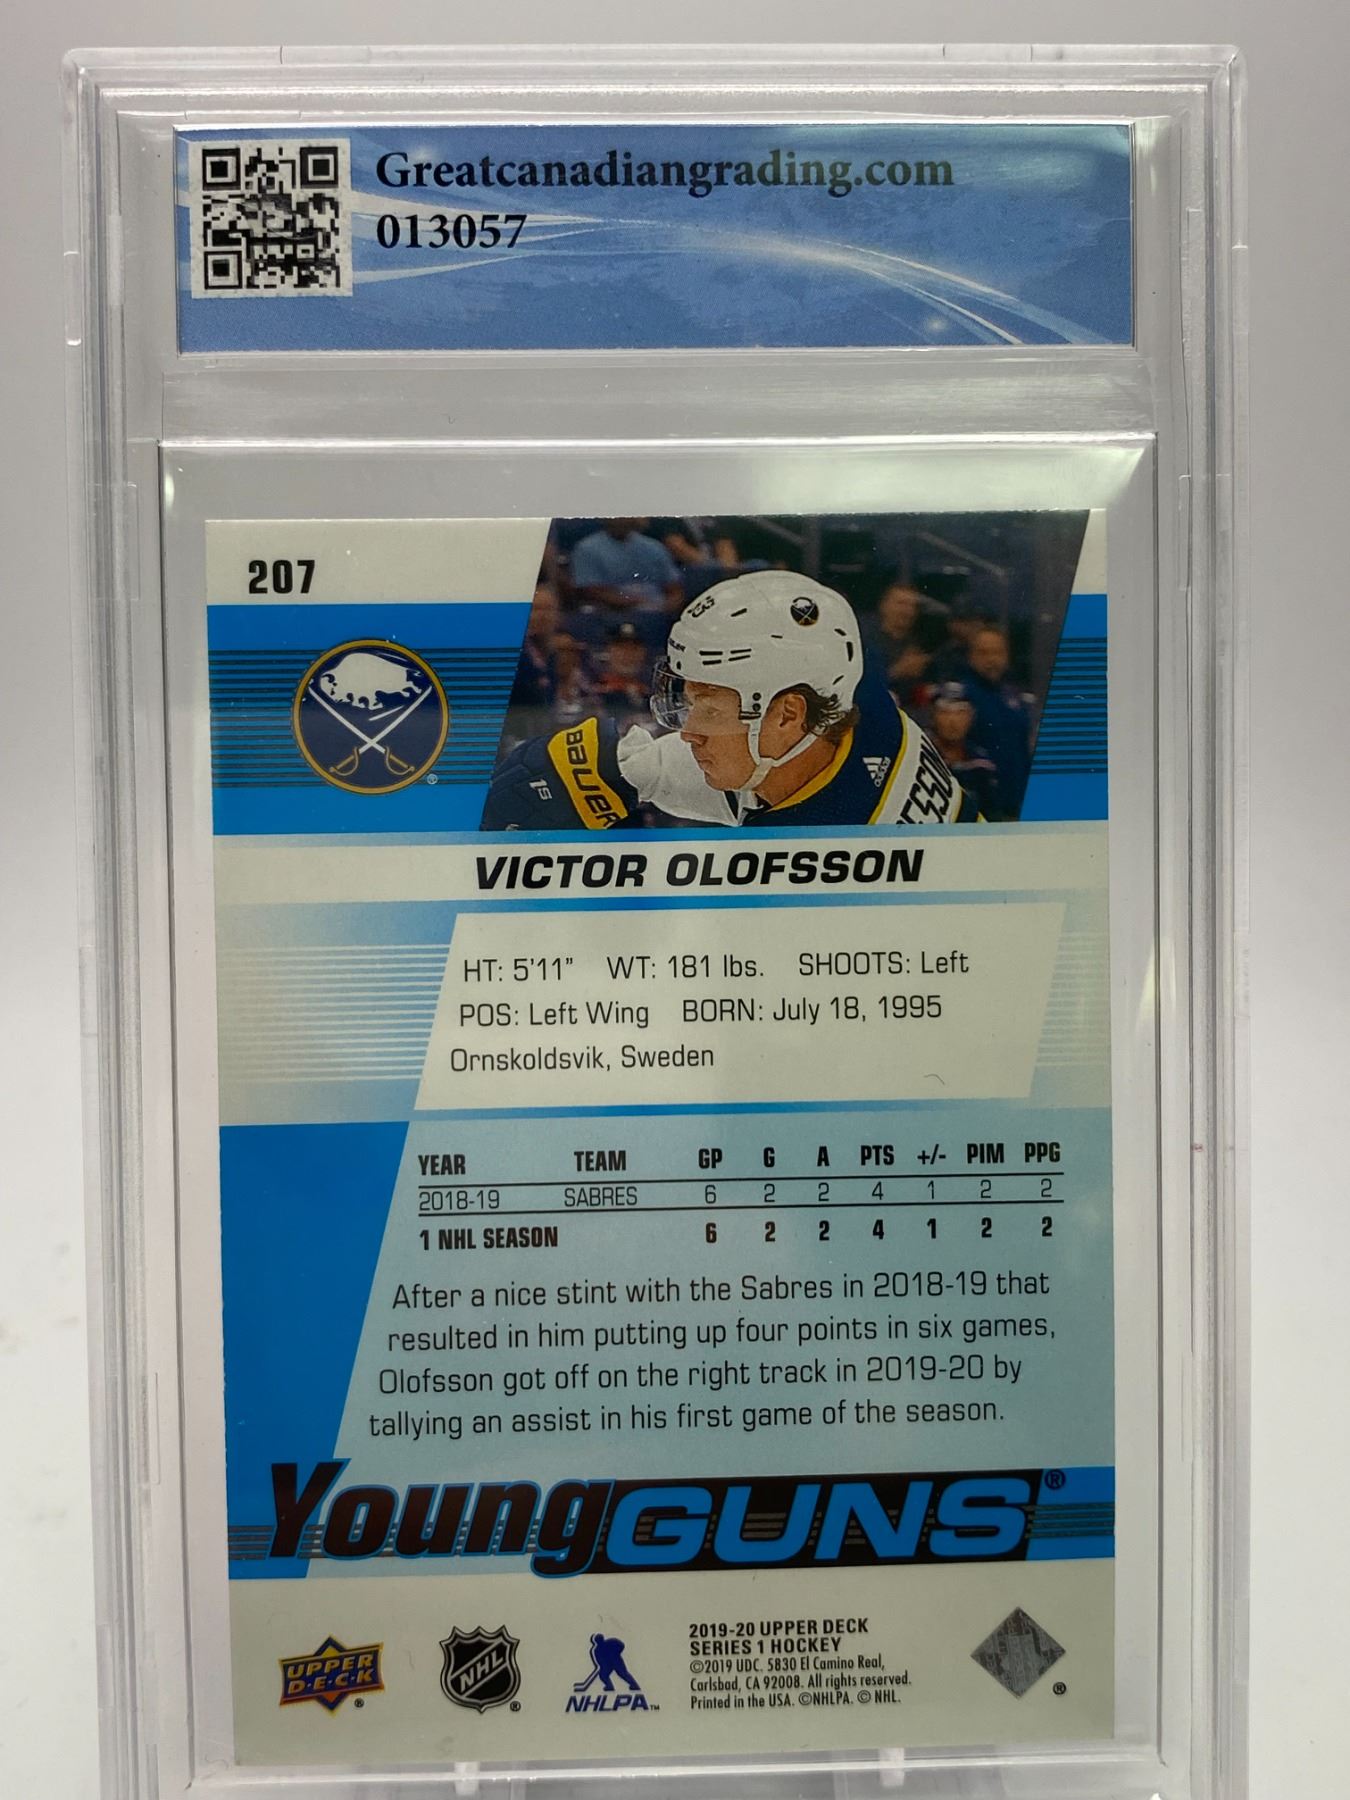 Greatcanadiangrading.com
013057
207
BAUER
1S
adidas
VICTOR OLOFSSON
HT: 5'11" WT: 181 lbs. SHOOTS: Left
POS: Left Wing BORN: July 18, 1995
Ornskoldsvik, Sweden
YEAR TEAM GP G A PTS +/- PIM PPG
2018-19 SABRES 6 2 2 4 1 2 2
1 NHL SEASON 6 2 2 4 1 2 2
After a nice stint with the Sabres in 2018-19 that
resulted in him putting up four points in six games,
Olofsson got off on the right track in 2019-20 by
tallying an assist in his first game of the season.
Young GUNS®
UPPER
D·E·C·K ®
NHL ®
NHLPA™
2019-20 UPPER DECK
SERIES 1 HOCKEY
©2019 UDC. 5830 El Camino Real,
Carlsbad, CA 92008. All rights reserved.
Printed in the USA. ©NHLPA. © NHL.
®